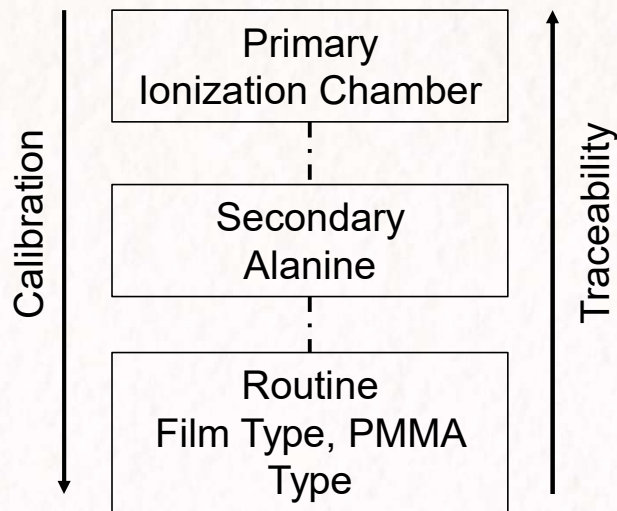 Primary
Ionization Chamber
Calibration
Secondary
Alanine
Traceability
Routine
Film Type, PMMA
Type